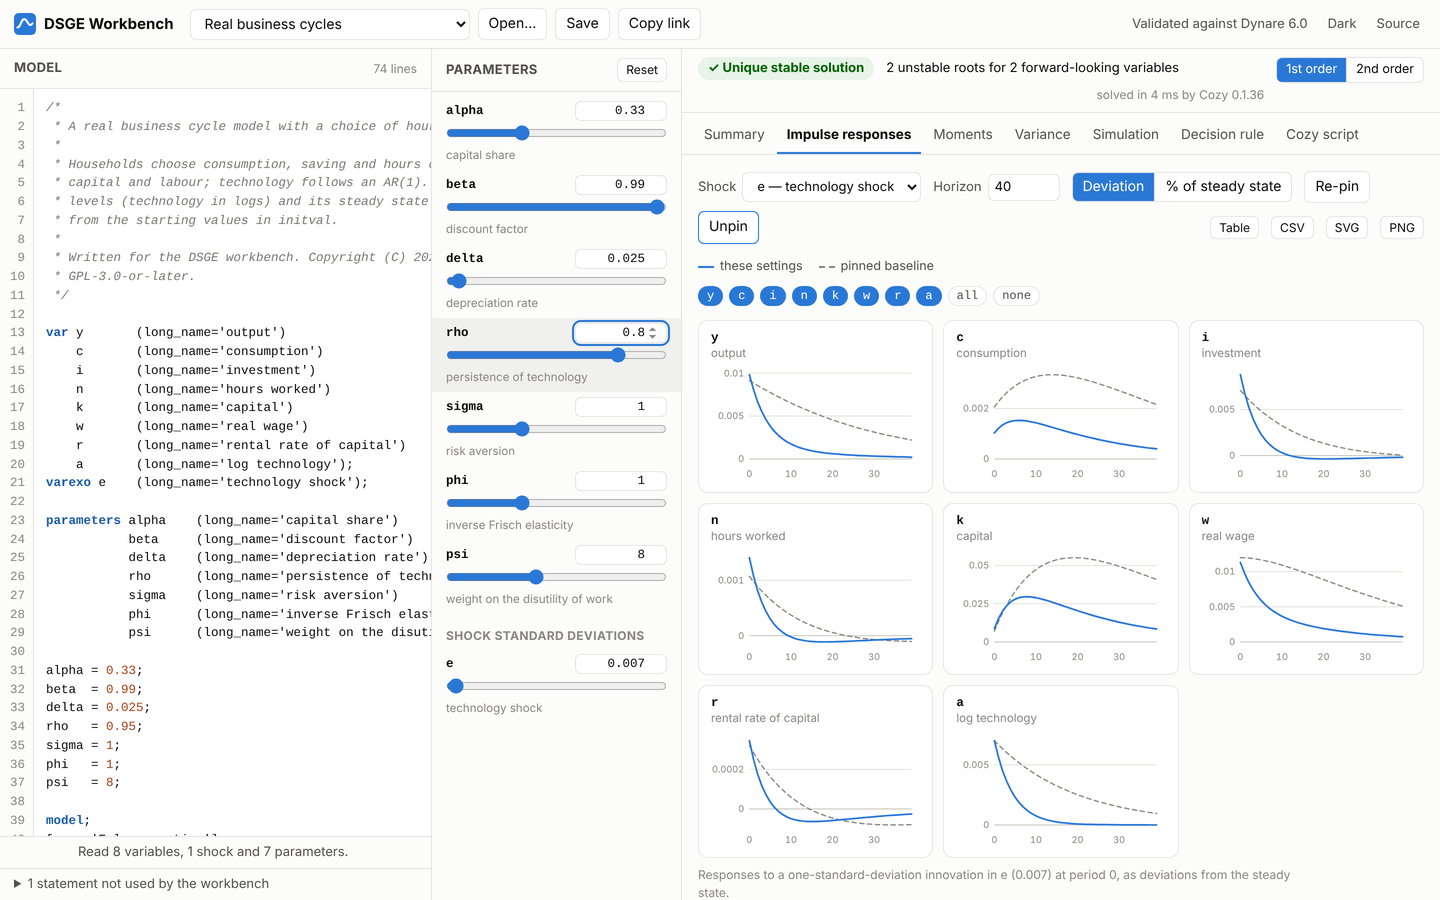 DSGE Workbench
Real business cycles
Open...
Save
Copy link
Validated against Dynare 6.0
Dark
Source
MODEL
74 lines
1 /*
2 * A real business cycle model with a choice of hou
3 *
4 * Households choose consumption, saving and hours
5 * capital and labour; technology follows an AR(1).
6 * levels (technology in logs) and its steady state
7 * from the starting values in initval.
8 *
9 * Written for the DSGE workbench. Copyright (C) 20
10 * GPL-3.0-or-later.
11 */
12
13 var y (long_name='output')
14 c (long_name='consumption')
15 i (long_name='investment')
16 n (long_name='hours worked')
17 k (long_name='capital')
18 w (long_name='real wage')
19 r (long_name='rental rate of capital')
20 a (long_name='log technology');
21 varexo e (long_name='technology shock');
22
23 parameters alpha (long_name='capital share')
24 beta (long_name='discount factor')
25 delta (long_name='depreciation rate')
26 rho (long_name='persistence of tech
27 sigma (long_name='risk aversion')
28 phi (long_name='inverse Frisch elast
29 psi (long_name='weight on the disuti
30
31 alpha = 0.33;
32 beta = 0.99;
33 delta = 0.025;
34 rho = 0.95;
35 sigma = 1;
36 phi = 1;
37 psi = 8;
38
39 model;
Read 8 variables, 1 shock and 7 parameters.
▶ 1 statement not used by the workbench
PARAMETERS
Reset
alpha 0.33
capital share
beta 0.99
discount factor
delta 0.025
depreciation rate
rho 0.8
persistence of technology
sigma 1
risk aversion
phi 1
inverse Frisch elasticity
psi 8
weight on the disutility of work
SHOCK STANDARD DEVIATIONS
e 0.007
technology shock
✓ Unique stable solution
2 unstable roots for 2 forward-looking variables
1st order
2nd order
solved in 4 ms by Cozy 0.1.36
Summary
Impulse responses
Moments
Variance
Simulation
Decision rule
Cozy script
Shock
e — technology shock
Horizon
40
Deviation
% of steady state
Re-pin
Unpin
Table
CSV
SVG
PNG
these settings
pinned baseline
y c i n k w r a all none
y
output
0.01
0.005
0
0 10 20 30
c
consumption
0.002
0
0 10 20 30
i
investment
0.005
0
0 10 20 30
n
hours worked
0.001
0
0 10 20 30
k
capital
0.05
0.025
0
0 10 20 30
w
real wage
0.01
0.005
0
0 10 20 30
r
rental rate of capital
0.0002
0
0 10 20 30
a
log technology
0.005
0
0 10 20 30
Responses to a one-standard-deviation innovation in e (0.007) at period 0, as deviations from the steady
state.